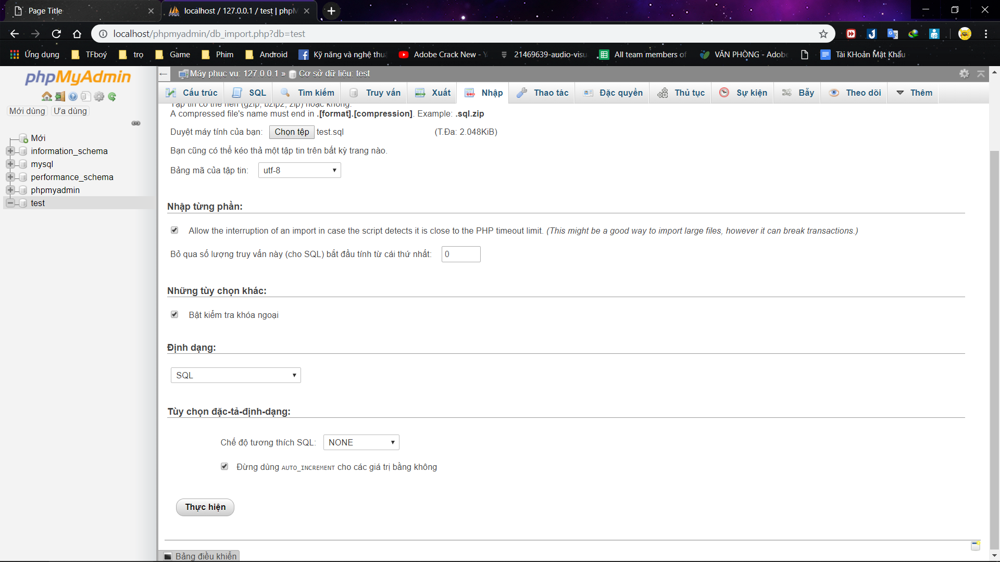 Page Title
localhost / 127.0.0.1 / test | phpM
localhost/phpmyadmin/db_import.php?db=test
Ứng dụng
TFboý
tro
Game
Phim
Android
Kỹ năng và nghệ thuậ
Adobe Crack New - Y
21469639-audio-visu
All team members of
VĂN PHÒNG - Adobe
Tài KHoản Mật Khẩu
phpMyAdmin
Mới dùng
Ưa dùng
Mới
information_schema
mysql
performance_schema
phpmyadmin
test
Máy phục vụ: 127.0.0.1 » Cơ sở dữ liệu: test
Cấu trúc
SQL
Tìm kiếm
Truy vấn
Xuất
Nhập
Thao tác
Đặc quyền
Thủ tục
Sự kiện
Bẫy
Theo dõi
Thêm
Tập tin có thể nén (gzip, bzip2, zip) hoặc không.
A compressed file's name must end in .[format].[compression]. Example: .sql.zip
Duyệt máy tính của bạn: Chọn tệp test.sql (T.Đa: 2.048KiB)
Bạn cũng có thể kéo thả một tập tin trên bất kỳ trang nào.
Bảng mã của tập tin: utf-8
Nhập từng phần:
Allow the interruption of an import in case the script detects it is close to the PHP timeout limit. (This might be a good way to import large files, however it can break transactions.)
Bỏ qua số lượng truy vấn này (cho SQL) bắt đầu tính từ cái thứ nhất: 0
Những tùy chọn khác:
Bật kiểm tra khóa ngoại
Định dạng:
SQL
Tùy chọn đặc-tả-định-dạng:
Chế độ tương thích SQL: NONE
Đừng dùng AUTO_INCREMENT cho các giá trị bằng không
Thực hiện
Bảng điều khiển